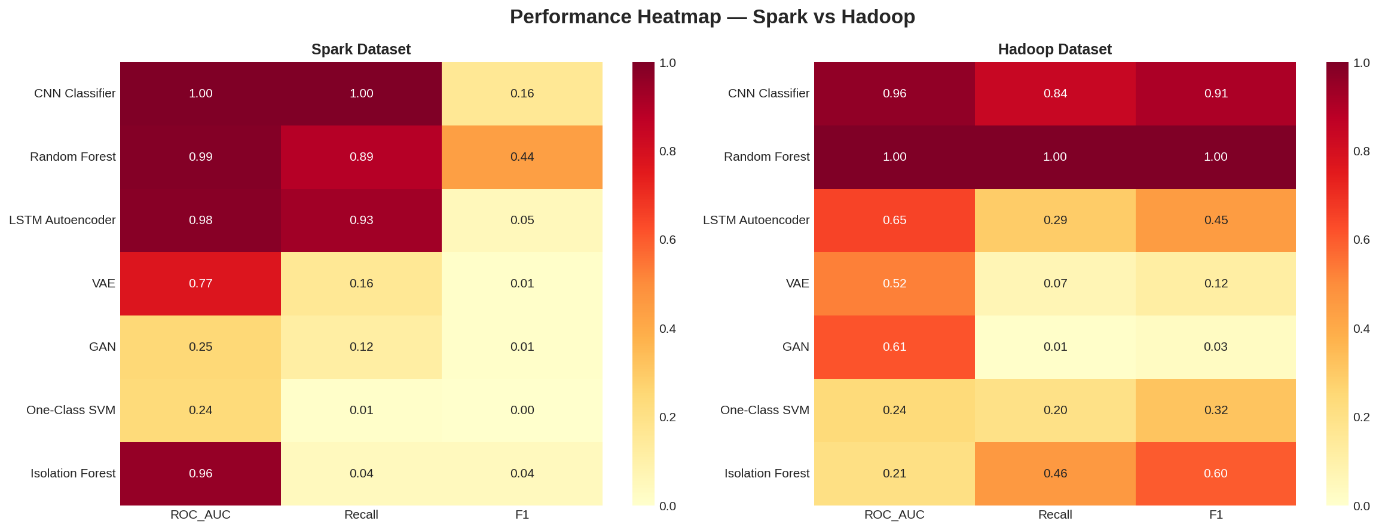 Performance Heatmap — Spark vs Hadoop
Spark Dataset
CNN Classifier 1.00 1.00 0.16
Random Forest 0.99 0.89 0.44
LSTM Autoencoder 0.98 0.93 0.05
VAE 0.77 0.16 0.01
GAN 0.25 0.12 0.01
One-Class SVM 0.24 0.01 0.00
Isolation Forest 0.96 0.04 0.04
ROC_AUC Recall F1
1.0
0.8
0.6
0.4
0.2
0.0
Hadoop Dataset
CNN Classifier 0.96 0.84 0.91
Random Forest 1.00 1.00 1.00
LSTM Autoencoder 0.65 0.29 0.45
VAE 0.52 0.07 0.12
GAN 0.61 0.01 0.03
One-Class SVM 0.24 0.20 0.32
Isolation Forest 0.21 0.46 0.60
ROC_AUC Recall F1
1.0
0.8
0.6
0.4
0.2
0.0